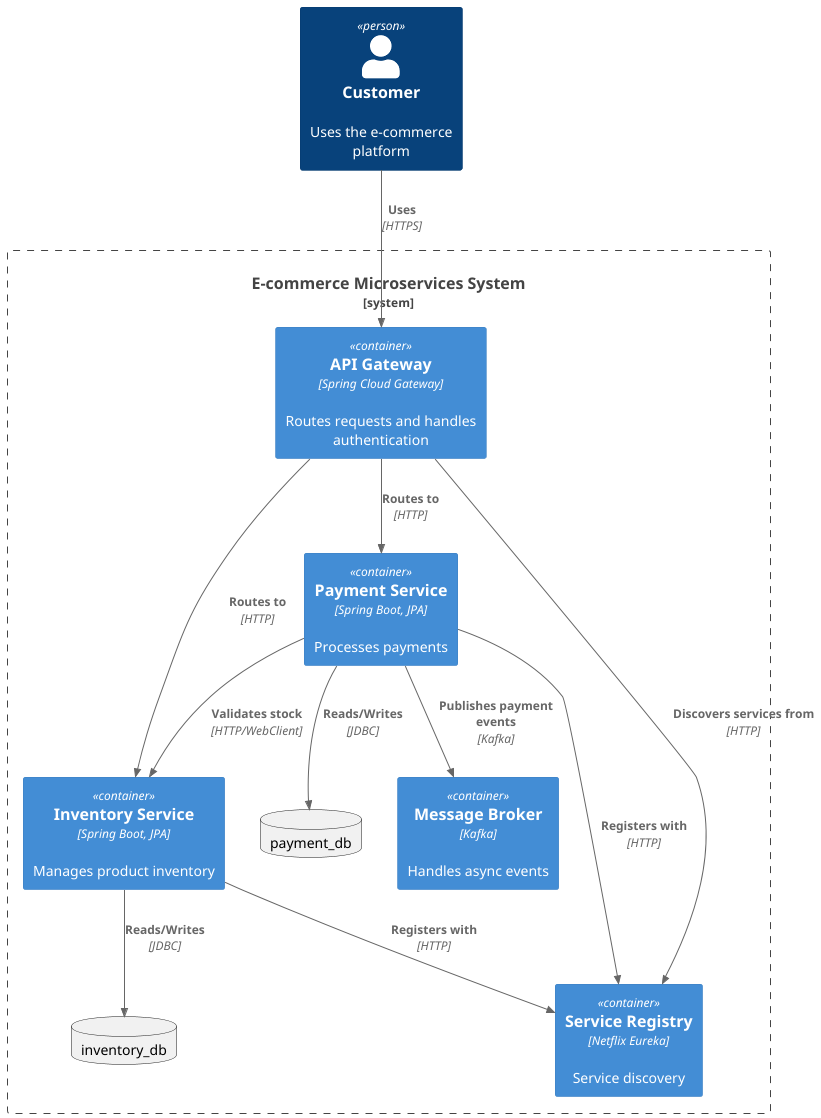 «person»
Customer
Uses the e-commerce
platform
Uses
[HTTPS]
E-commerce Microservices System
[system]
«container»
API Gateway
[Spring Cloud Gateway]
Routes requests and handles
authentication
Routes to
[HTTP]
«container»
Payment Service
[Spring Boot, JPA]
Processes payments
Routes to
[HTTP]
Validates stock
[HTTP/WebClient]
Reads/Writes
[JDBC]
Publishes payment
events
[Kafka]
Discovers services from
[HTTP]
«container»
Inventory Service
[Spring Boot, JPA]
Manages product inventory
payment_db
«container»
Message Broker
[Kafka]
Handles async events
Registers with
[HTTP]
Reads/Writes
[JDBC]
Registers with
[HTTP]
inventory_db
«container»
Service Registry
[Netflix Eureka]
Service discovery